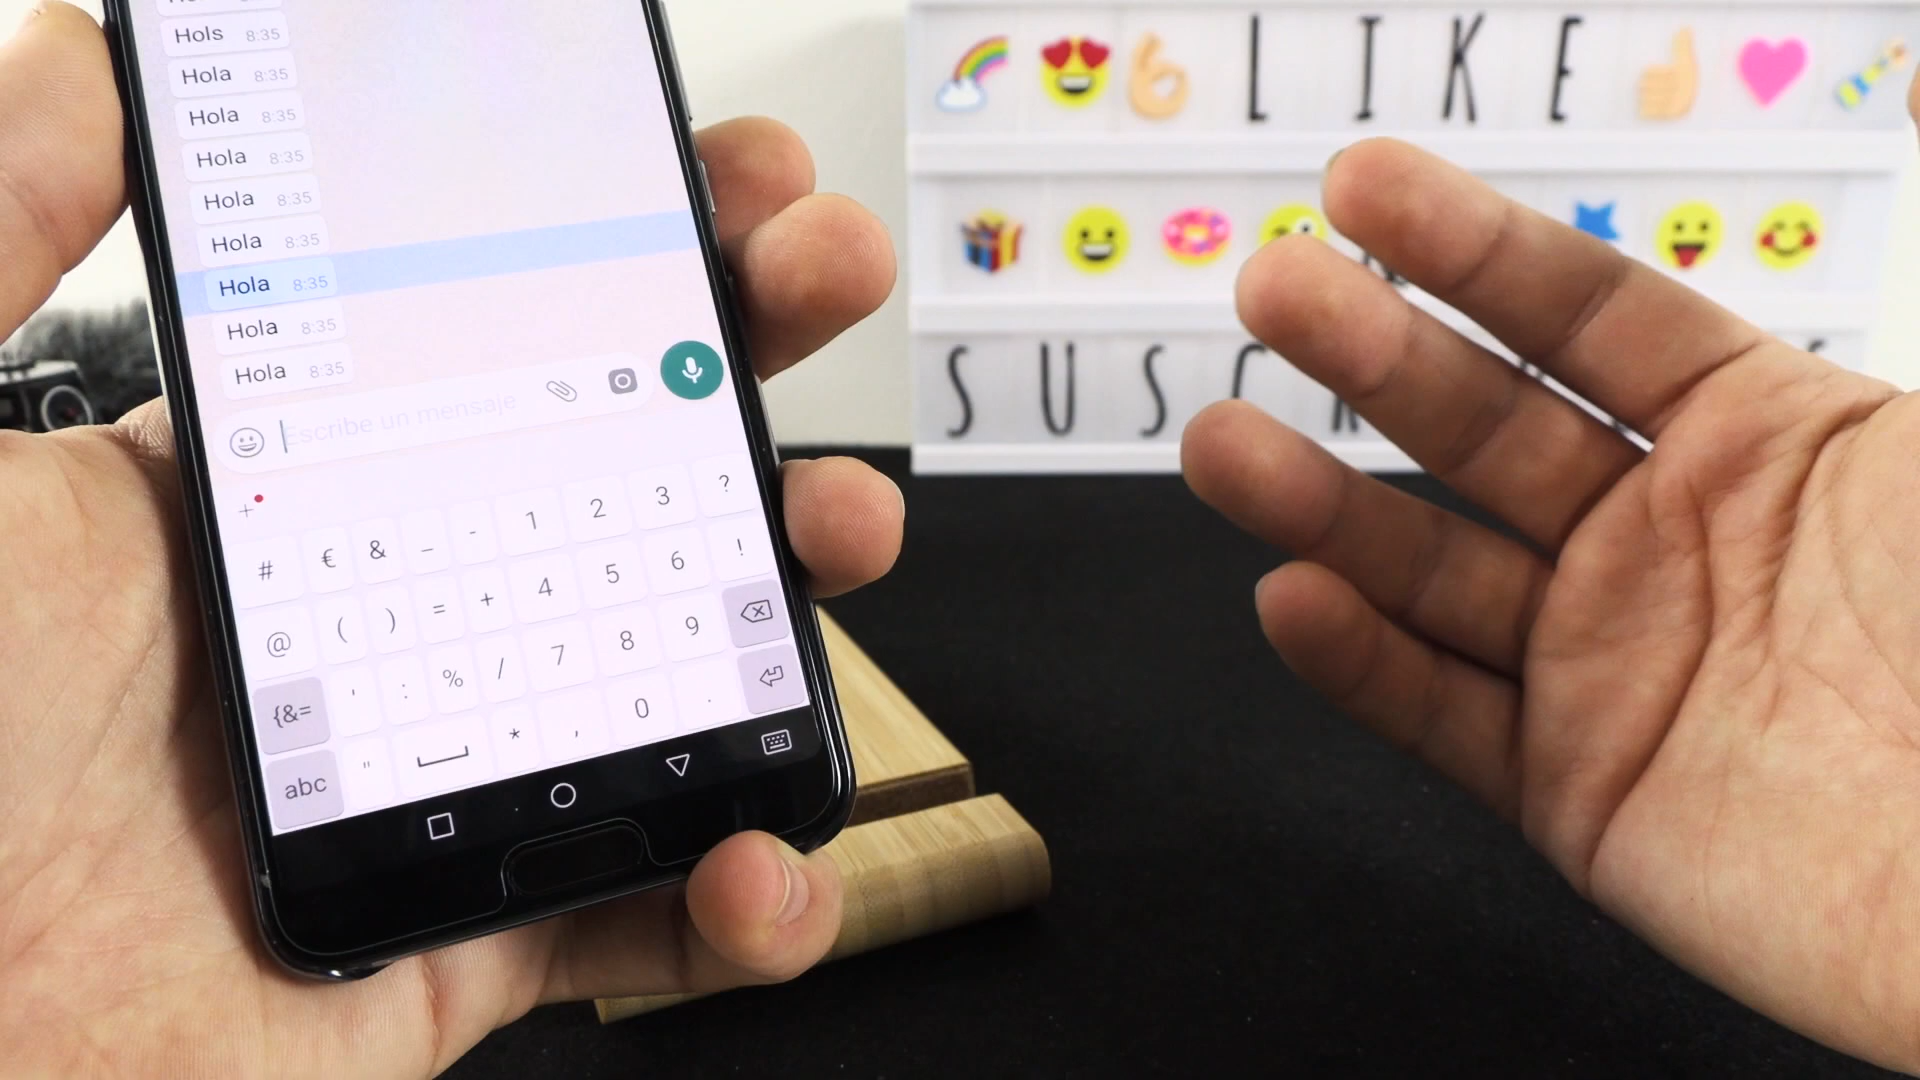 Hols 8:35
Hola 8:35
Hola 8:35
Hola 8:35
Hola 8:35
Hola 8:35
Hola 8:35
Hola 8:35
Hola 8:35
Escribe un mensaje
# € & _ - 1 2 3 ?
@ ( ) = + 4 5 6 !
{&= ' : % / 7 8 9
abc " * , 0 .
LIKE
SUSCR